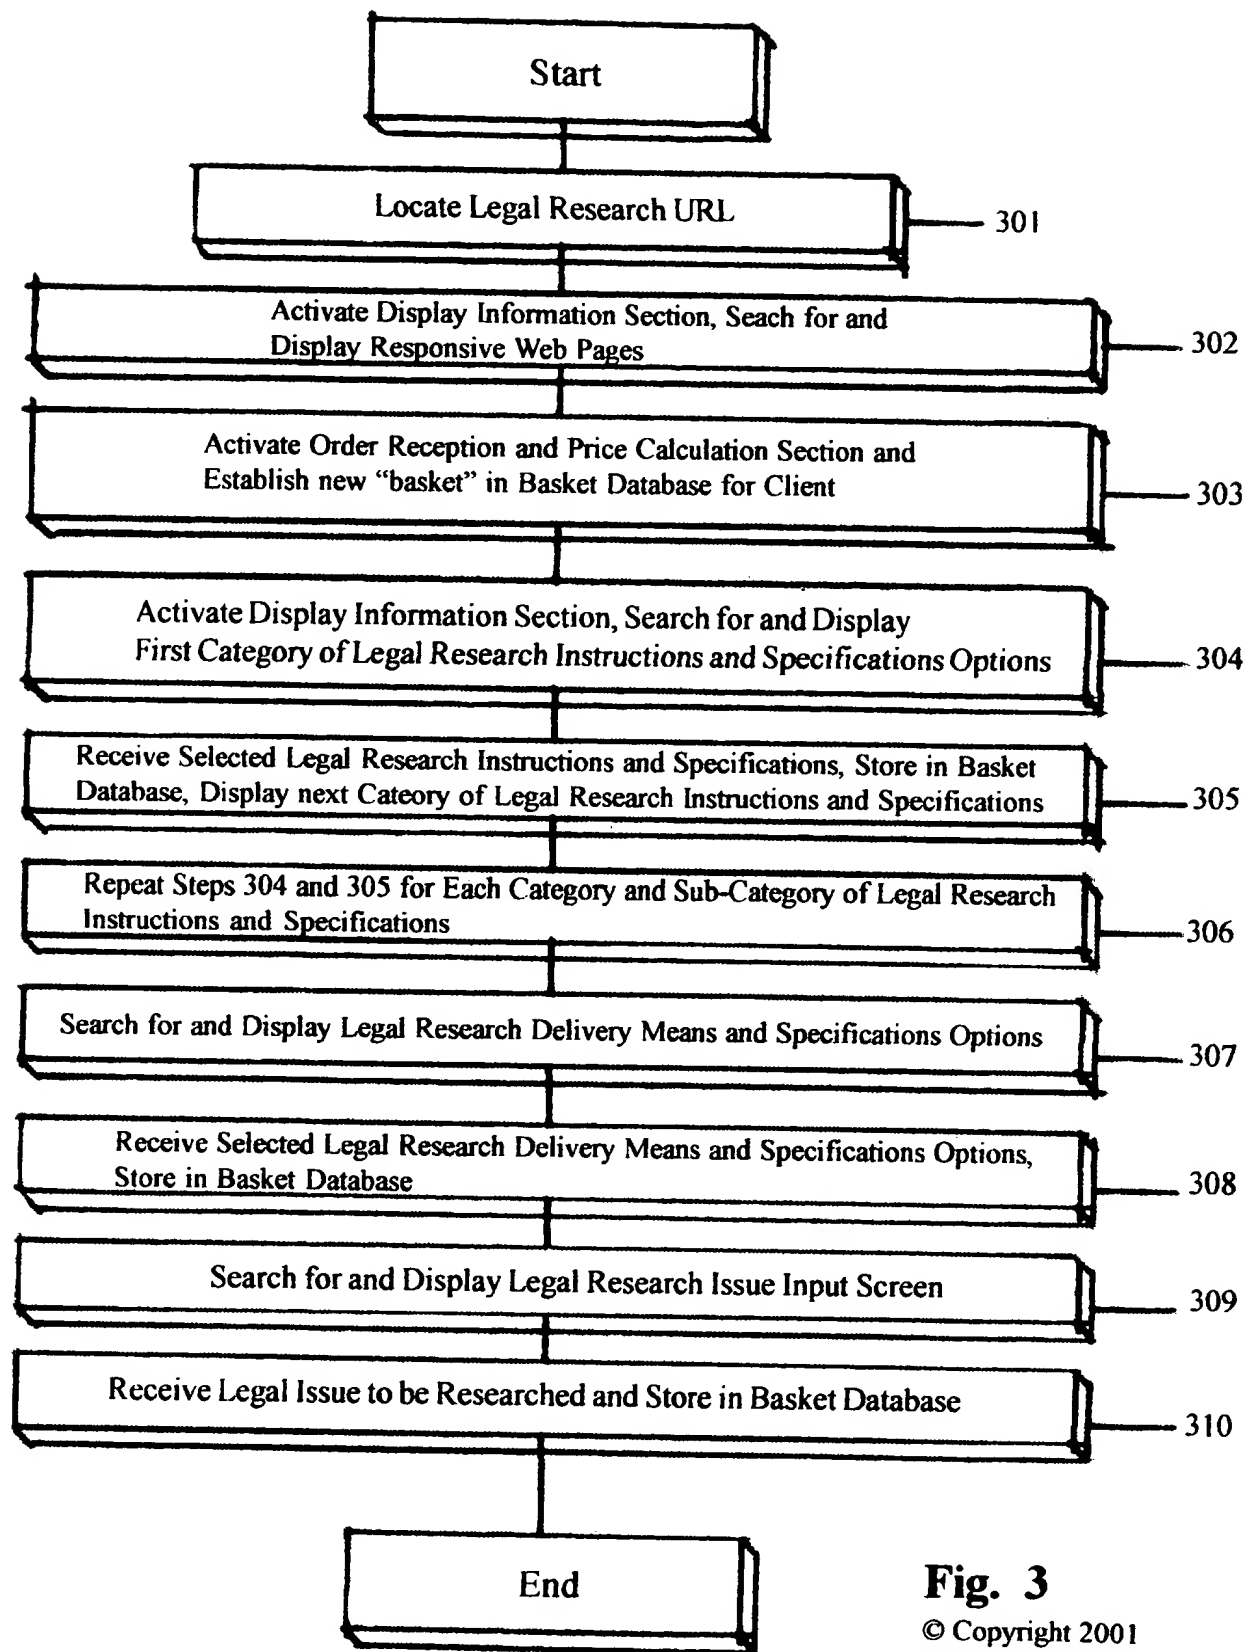 Start
Locate Legal Research URL
301
Activate Display Information Section, Seach for and
Display Responsive Web Pages
302
Activate Order Reception and Price Calculation Section and
Establish new “basket” in Basket Database for Client
303
Activate Display Information Section, Search for and Display
First Category of Legal Research Instructions and Specifications Options
304
Receive Selected Legal Research Instructions and Specifications, Store in Basket
Database, Display next Cateory of Legal Research Instructions and Specifications
305
Repeat Steps 304 and 305 for Each Category and Sub-Category of Legal Research
Instructions and Specifications
306
Search for and Display Legal Research Delivery Means and Specifications Options
307
Receive Selected Legal Research Delivery Means and Specifications Options,
Store in Basket Database
308
Search for and Display Legal Research Issue Input Screen
309
Receive Legal Issue to be Researched and Store in Basket Database
310
End
Fig. 3
© Copyright 2001